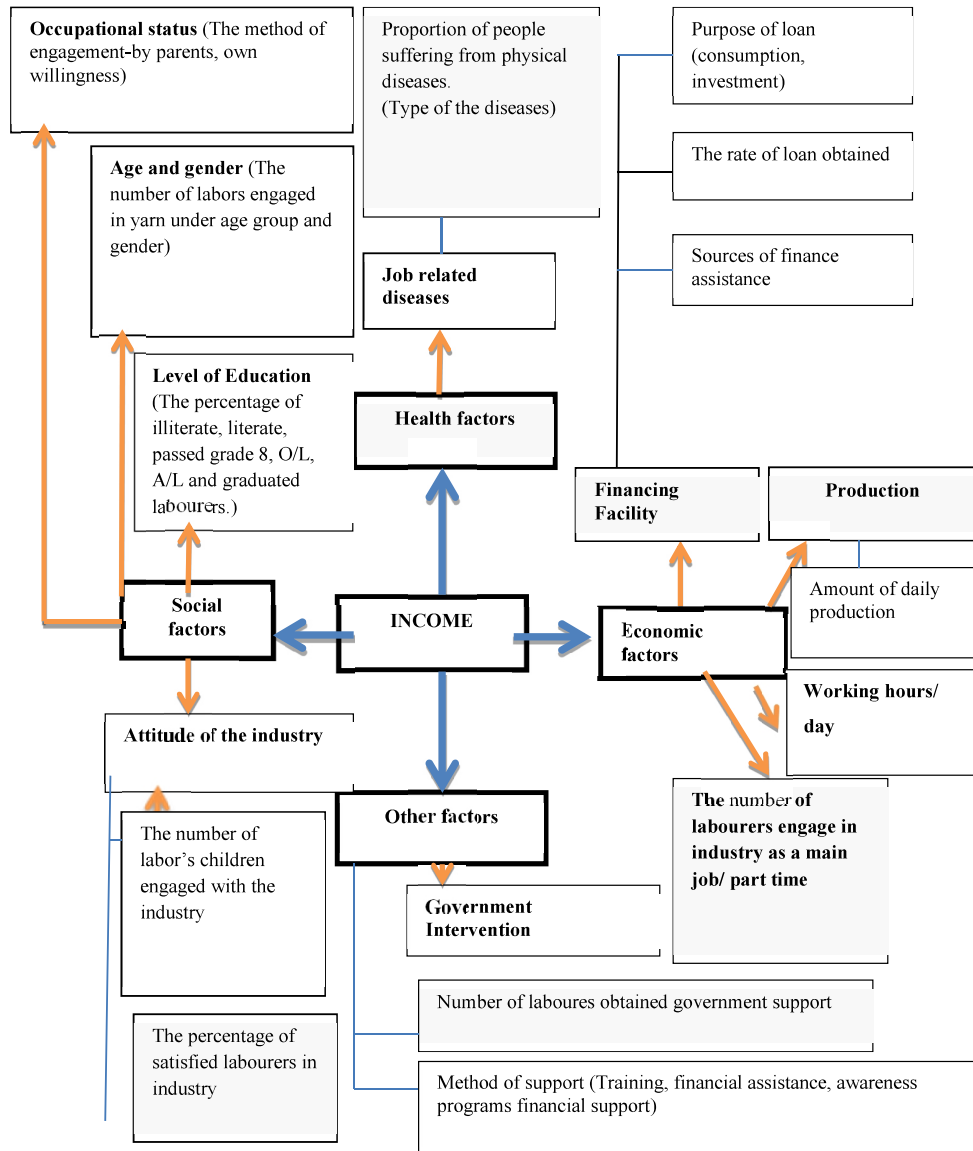 Occupational status (The method of
engagement-by parents, own
willingness)
Proportion of people
suffering from physical
diseases.
(Type of the diseases)
Purpose of loan
(consumption,
investment)
The rate of loan obtained
Age and gender (The
number of labors engaged
in yarn under age group and
gender)
Sources of finance
assistance
Job related
diseases
Level of Education
(The percentage of
illiterate, literate,
passed grade 8, O/L,
A/L and graduated
labourers.)
Health factors
Financing
Facility
Production
Amount of daily
production
Social
factors
INCOME
Economic
factors
Working hours/
day
Attitude of the industry
The number of
labor’s children
engaged with the
industry
Other factors
The number of
labourers engage in
industry as a main
job/ part time
Government
Intervention
Number of laboures obtained government support
The percentage of
satisfied labourers in
industry
Method of support (Training, financial assistance, awareness
programs financial support)